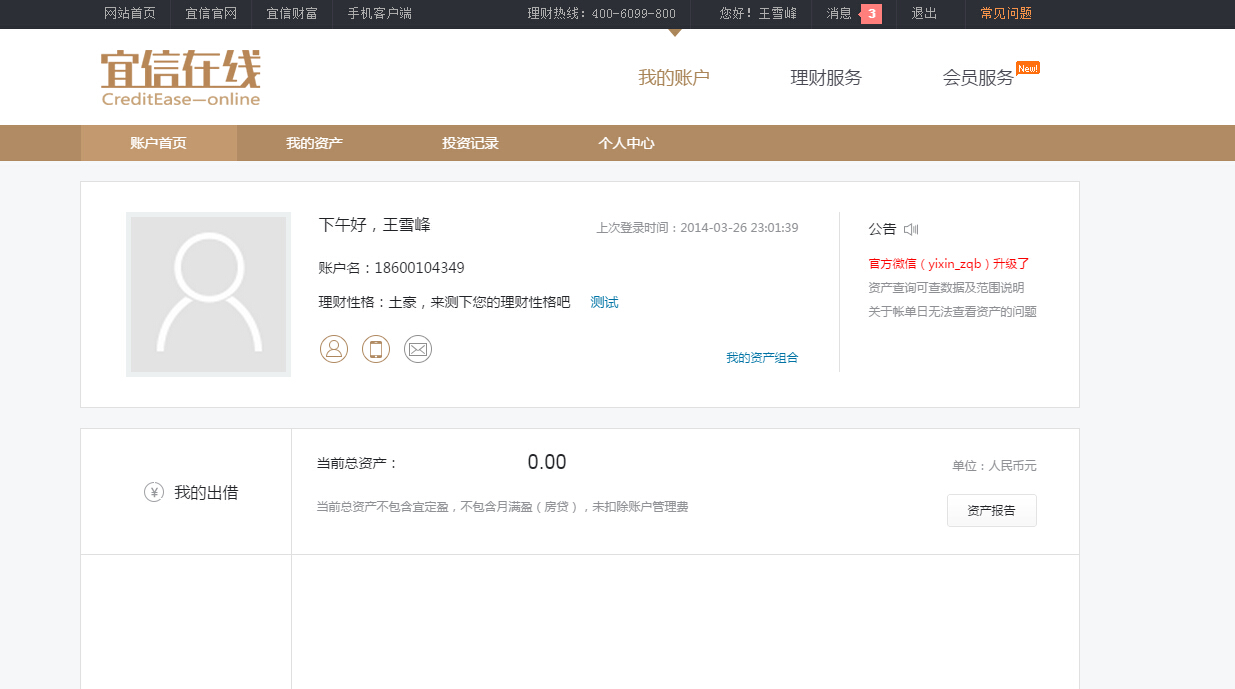 网站首页 宜信官网 宜信财富 手机客户端 理财热线：400-6099-800 您好！王雪峰 消息 3 退出 常见问题
宜信在线
CreditEase—online
我的账户 理财服务 会员服务 New!
账户首页 我的资产 投资记录 个人中心
下午好，王雪峰
上次登录时间：2014-03-26 23:01:39
账户名：18600104349
理财性格：土豪，来测下您的理财性格吧 测试
我的资产组合
公告
官方微信（yixin_zqb）升级了
资产查询可查数据及范围说明
关于帐单日无法查看资产的问题
¥ 我的出借
当前总资产： 0.00
单位：人民币元
当前总资产不包含宜定盈，不包含月满盈（房贷），未扣除账户管理费
资产报告